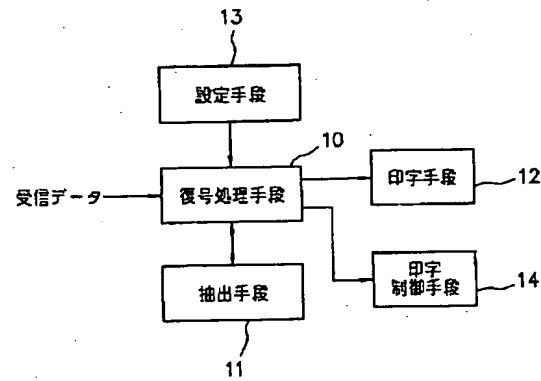 13
設定手段
10
受信データ
復号処理手段
印字手段
12
抽出手段
印字
制御手段
14
11